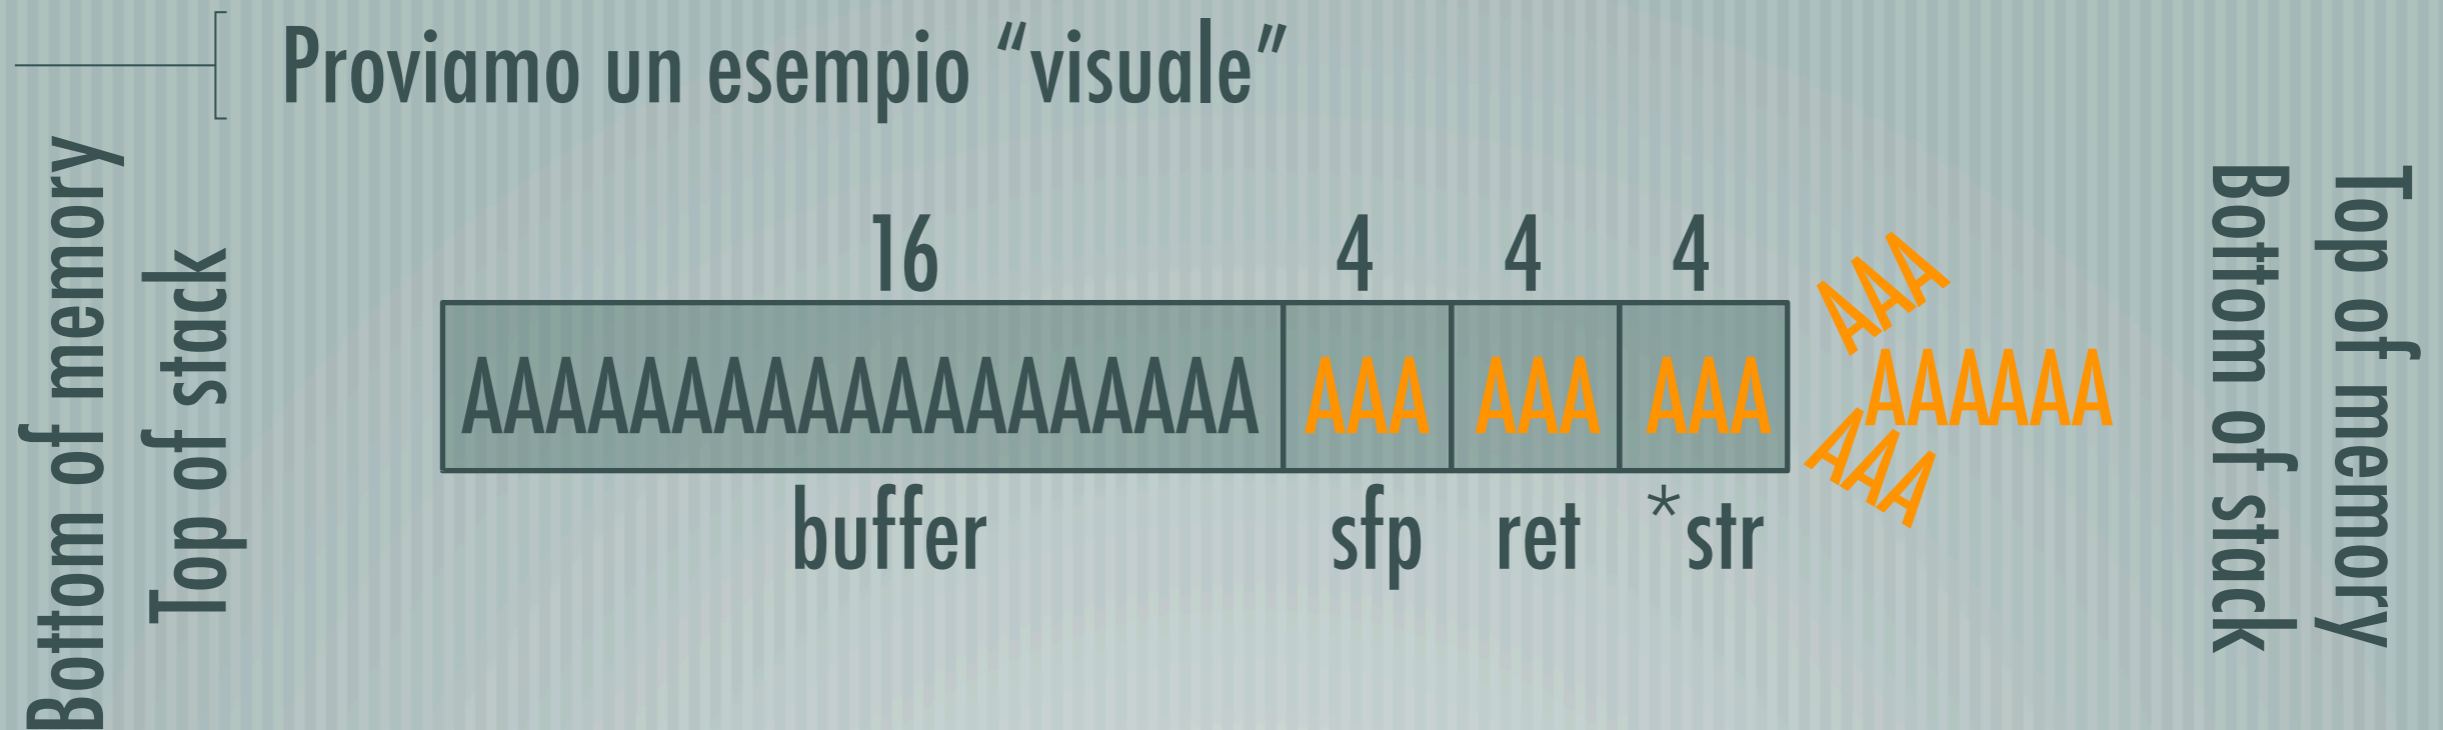 Proviamo un esempio “visuale”
Bottom of memory
Top of stack
16 4 4 4
AAAAAAAAAAAAAAAAAAA AAA AAA AAA
AAA
AAAAAA
AAA
buffer sfp ret *str
Bottom of stack
Top of memory